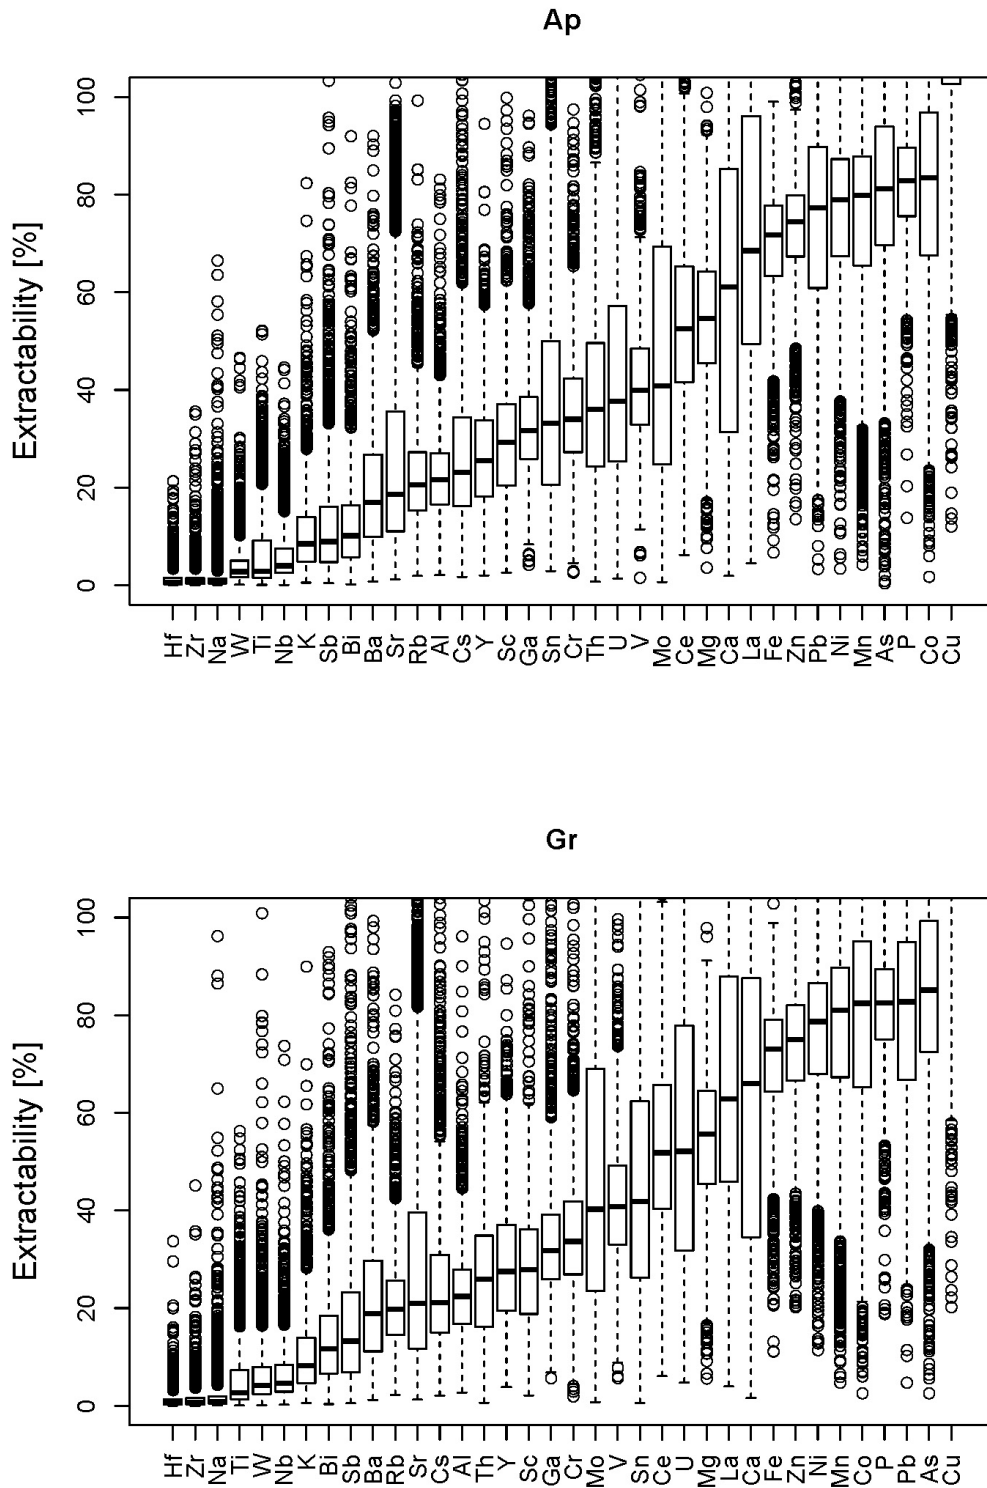 Ap
Extractability [%]
100
80
60
40
20
0
Hf Zr Na W Ti Nb K Sb Bi Ba Sr Rb Al Cs Y Sc Ga Sn Cr Th U V Mo Ce Mg Ca La Fe Zn Pb Ni Mn As P Co Cu
Gr
Extractability [%]
100
80
60
40
20
0
Hf Zr Na Ti W Nb K Bi Sb Ba Rb Sr Cs Al Th Y Sc Ga Cr Mo V Sn Ce U Mg La Ca Fe Zn Ni Mn Co P Pb As Cu